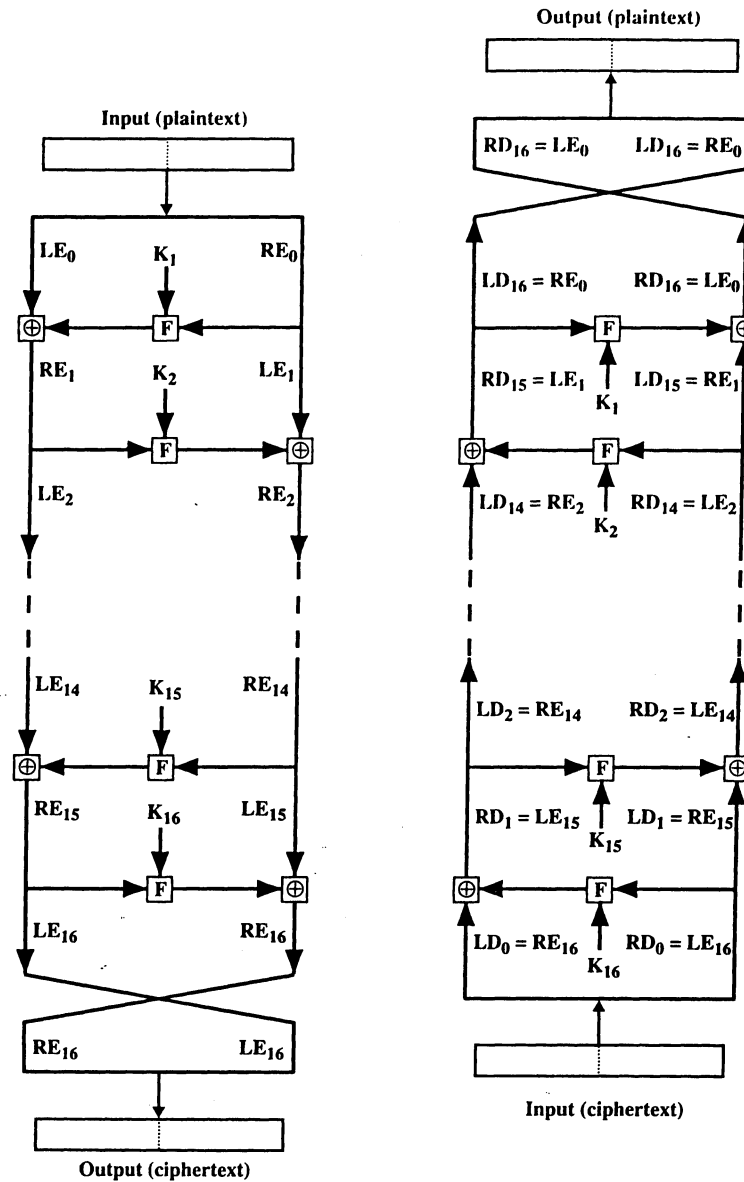 Input (plaintext)
LE₀
K₁
RE₀
F
RE₁
K₂
LE₁
F
LE₂
RE₂
LE₁₄
K₁₅
RE₁₄
F
RE₁₅
K₁₆
LE₁₅
F
LE₁₆
RE₁₆
RE₁₆
LE₁₆
Output (ciphertext)
Output (plaintext)
RD₁₆ = LE₀
LD₁₆ = RE₀
LD₁₆ = RE₀
RD₁₆ = LE₀
F
RD₁₅ = LE₁
LD₁₅ = RE₁
K₁
F
LD₁₄ = RE₂
RD₁₄ = LE₂
K₂
LD₂ = RE₁₄
RD₂ = LE₁₄
F
RD₁ = LE₁₅
LD₁ = RE₁₅
K₁₅
F
LD₀ = RE₁₆
RD₀ = LE₁₆
K₁₆
Input (ciphertext)